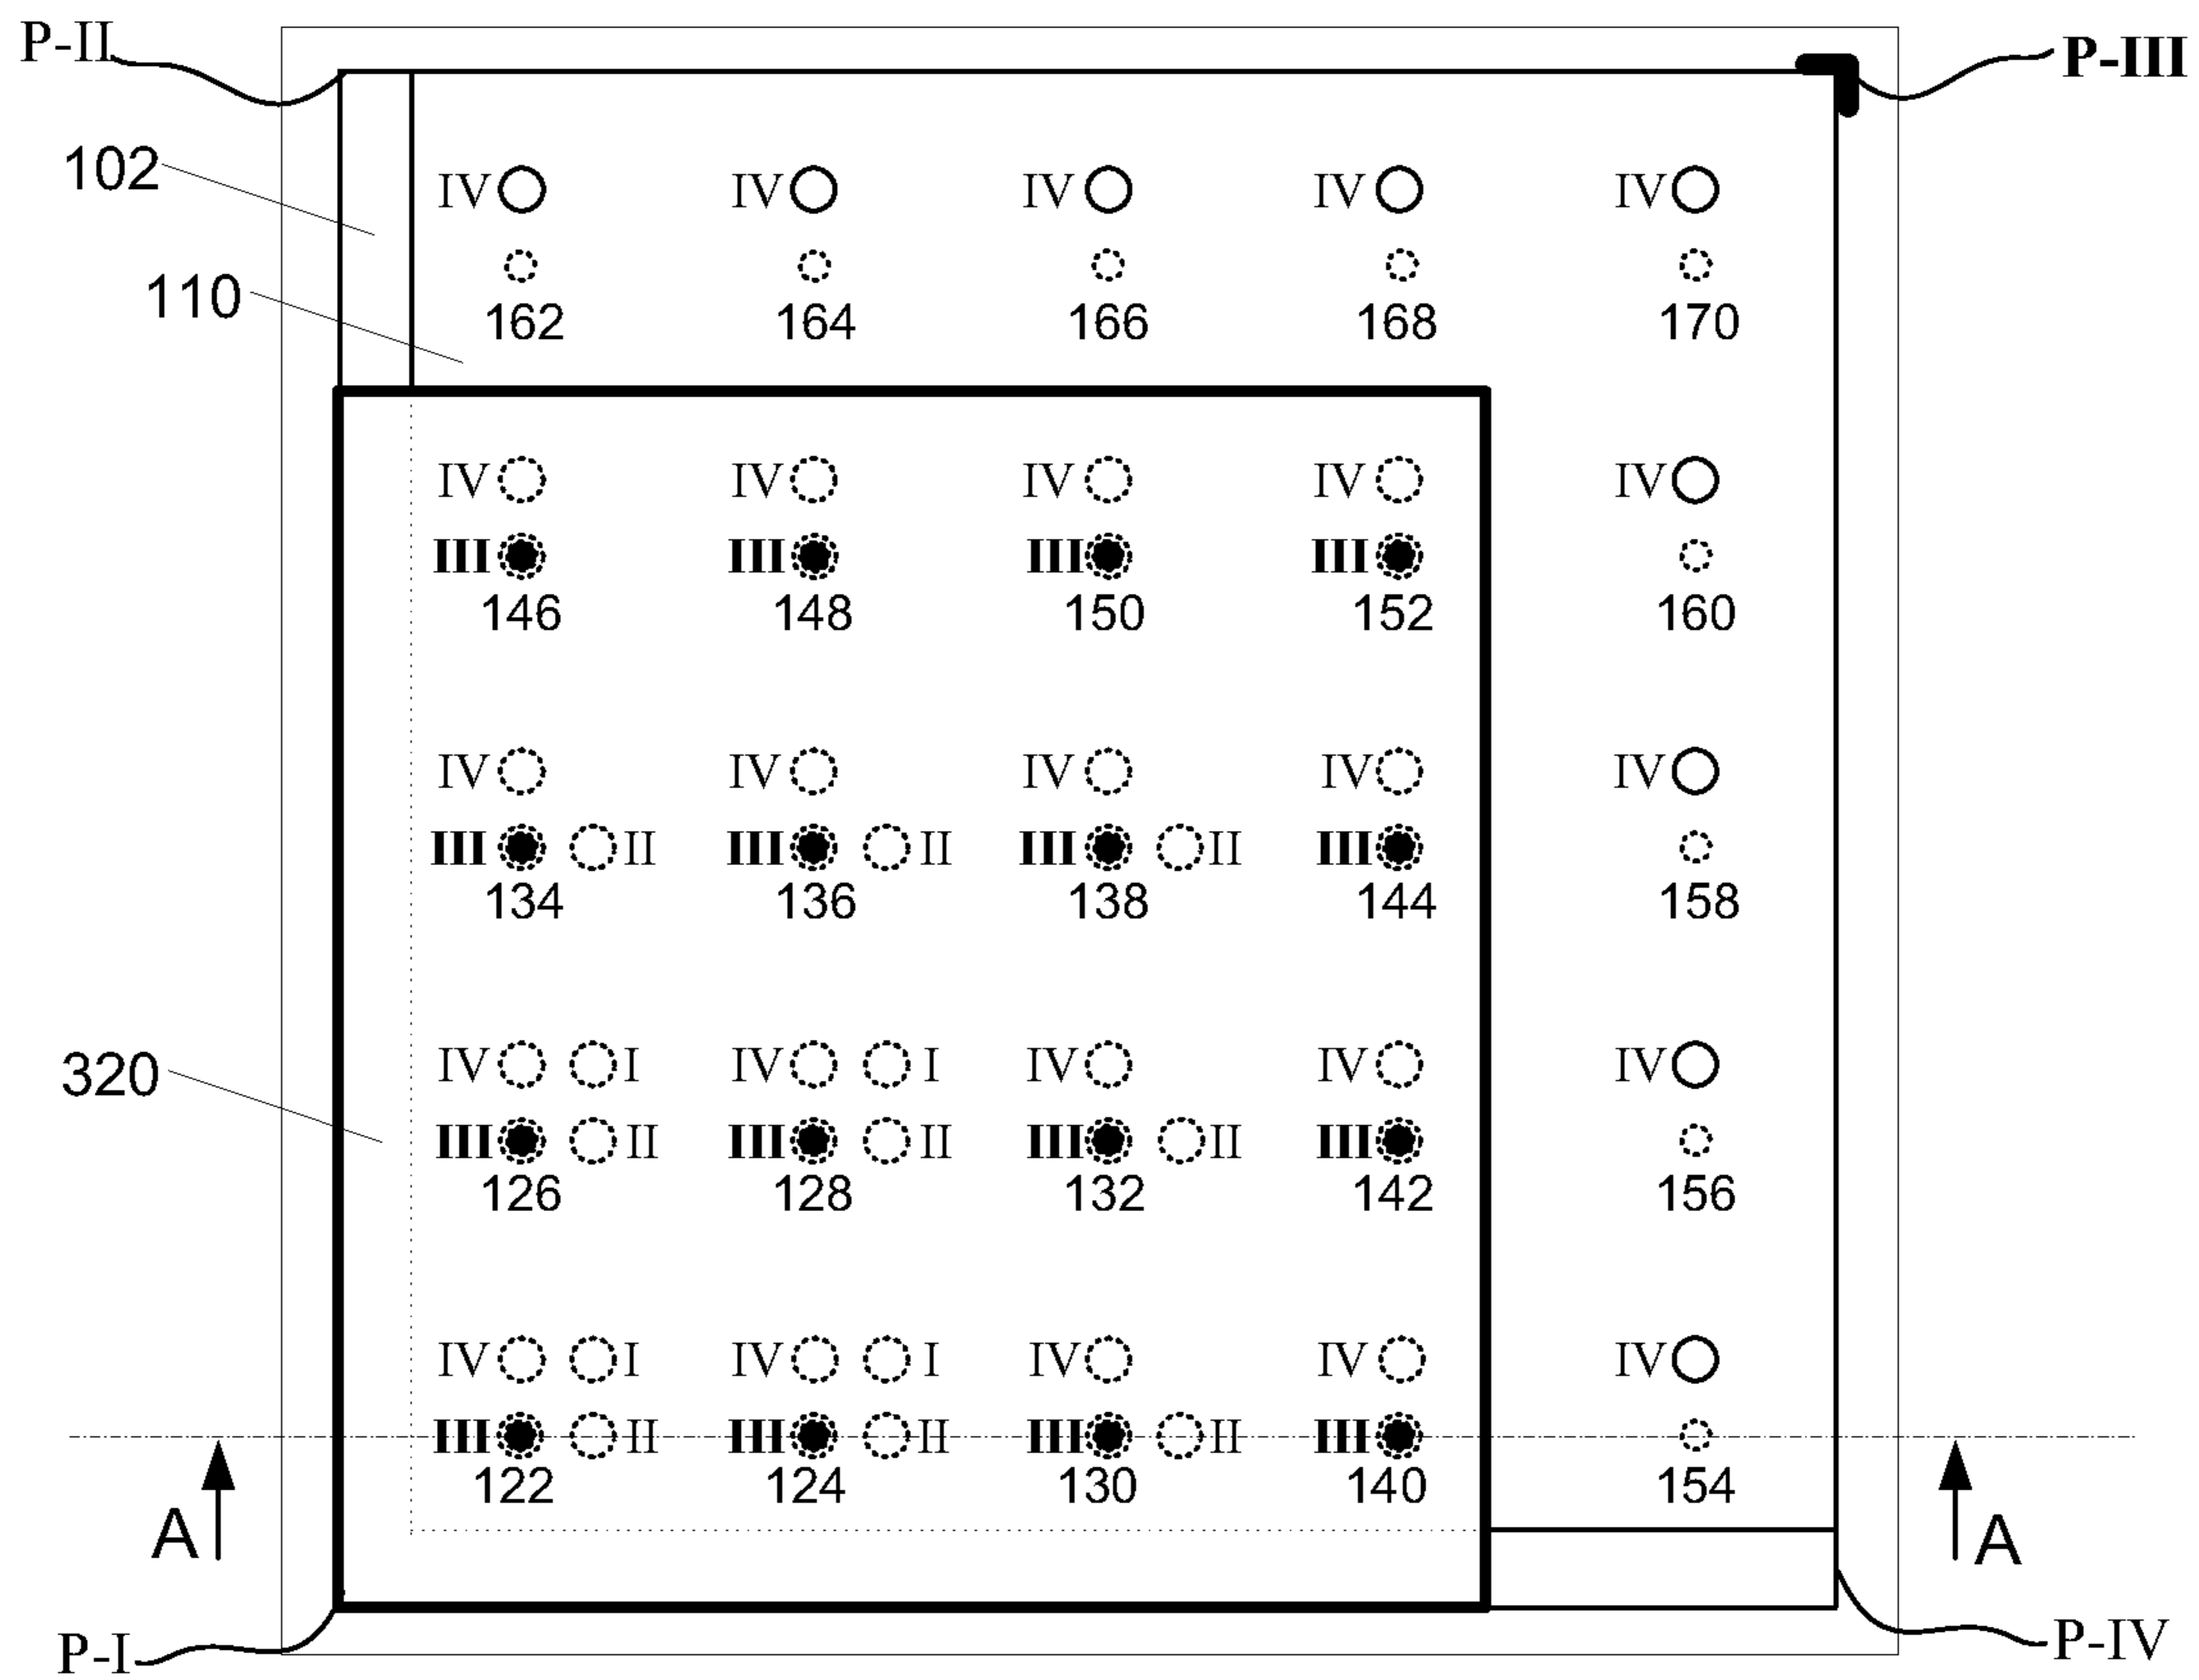 P-II P-III
102
IV IV IV IV IV
110
162 164 166 168 170
IV IV IV IV IV
III III III III
146 148 150 152 160
IV IV IV IV IV
III II III II III II III
134 136 138 144 158
320
IV I IV I IV IV IV
III II III II III II III
126 128 132 142 156
IV I IV I IV IV IV
III II III II III II III
122 124 130 140 154
A A
P-I P-IV